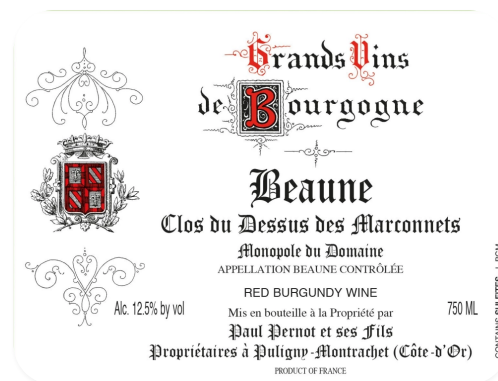 Grands Vins
de Bourgogne
Beaune
Clos du Dessus des Marconnets
Monopole du Domaine
APPELLATION BEAUNE CONTRÔLÉE
RED BURGUNDY WINE
Alc. 12.5% by vol
Mis en bouteille à la Propriété par
750 ML
Paul Pernot et ses Fils
Propriétaires à Puligny-Montrachet (Côte-d'Or)
PRODUCT OF FRANCE
CONTAINS SULFITES